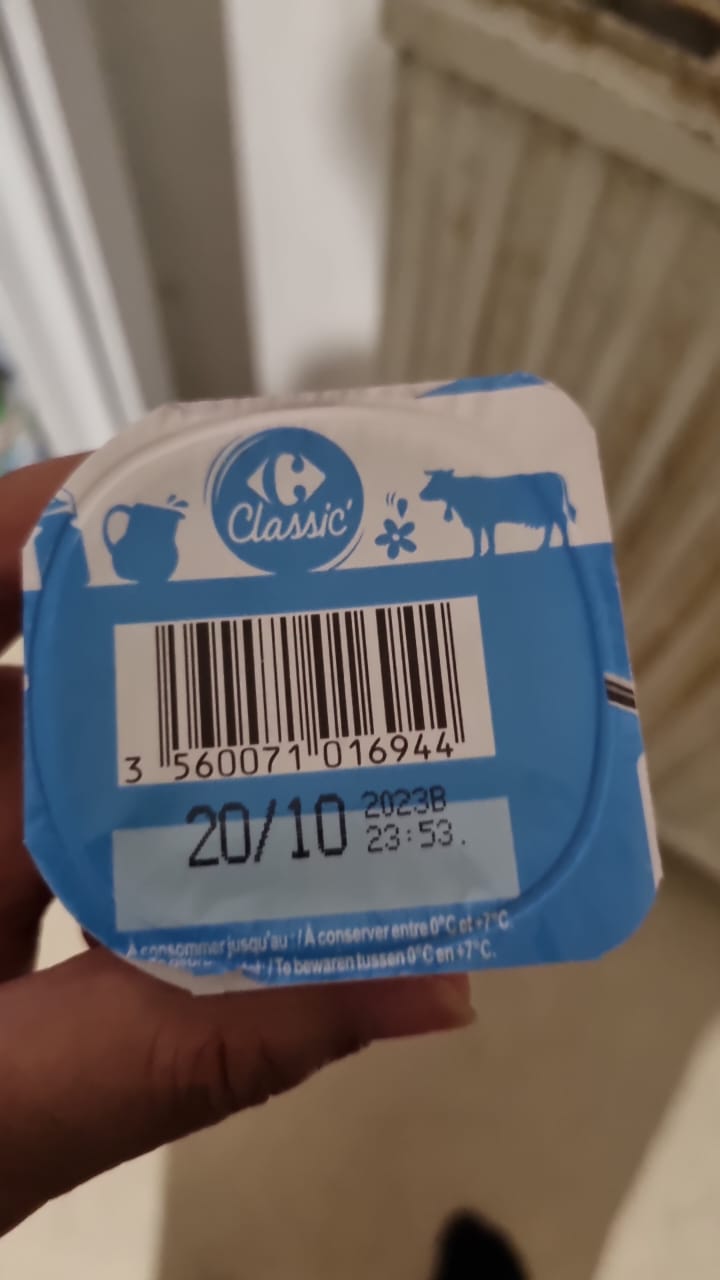 Classic'
3 560071 016944
20/10 2023B
23:53.
À consommer jusqu'au : / À conserver entre 0°C et +7°C.
/ Te bewaren tussen 0°C en +7°C.